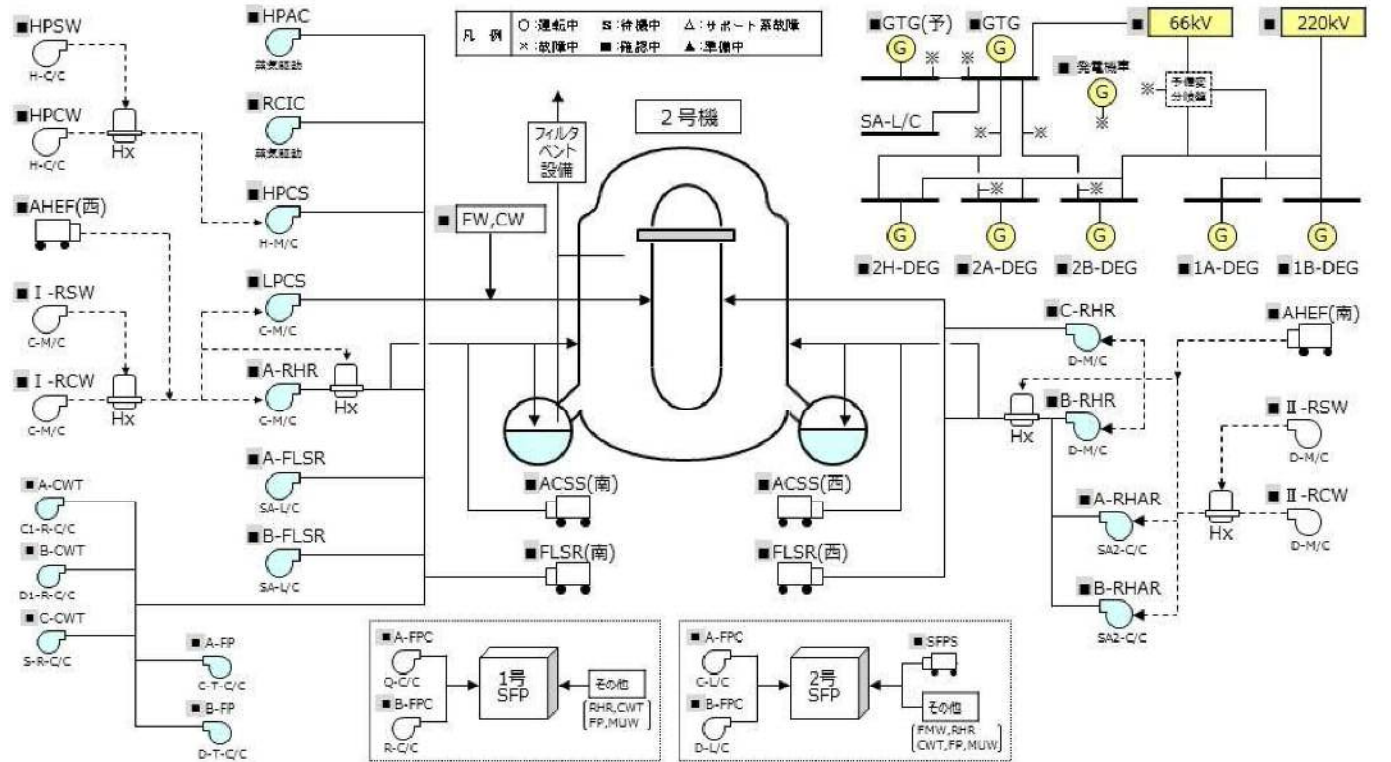 凡 例
○:運転中 S:待機中 △:サポート系故障
×:故障中 ■:確認中 ▲:準備中
■HPSW
H-C/C
■HPCW
H-C/C
Hx
■AHEF(西)
■Ⅰ-RSW
C-M/C
■Ⅰ-RCW
C-M/C
Hx
■A-CWT
C1-R-C/C
■B-CWT
D1-R-C/C
■C-CWT
S-R-C/C
■A-FP
C-T-C/C
■B-FP
D-T-C/C
■HPAC
蒸気駆動
■RCIC
蒸気駆動
■HPCS
H-M/C
■LPCS
C-M/C
■A-RHR
C-M/C
Hx
■A-FLSR
SA-L/C
■B-FLSR
SA-L/C
フィルタ
ベント
設備
2号機
■FW,CW
■ACSS(南)
■FLSR(南)
■ACSS(西)
■FLSR(西)
■GTG(予)
G
■GTG
G
※
※
■発電機車
G
※
■66kV
■220kV
※
予備変
分岐盤
SA-L/C
※
※
※
※
G
■2H-DEG
G
■2A-DEG
G
■2B-DEG
G
■1A-DEG
G
■1B-DEG
■C-RHR
D-M/C
■B-RHR
D-M/C
Hx
■AHEF(南)
■Ⅱ-RSW
D-M/C
■Ⅱ-RCW
D-M/C
Hx
■A-RHAR
SA2-C/C
■B-RHAR
SA2-C/C
■A-FPC
Q-C/C
■B-FPC
R-C/C
1号
SFP
その他
RHR,CWT
FP,MUW
■A-FPC
C-L/C
■B-FPC
D-L/C
2号
SFP
■SFPS
その他
FMW,RHR
CWT,FP,MUW